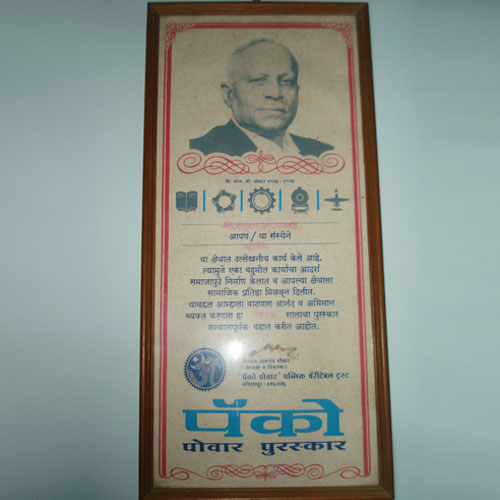 आपण / या संस्थेने
या क्षेत्रात उल्लेखनीय कार्य केले आहे.
त्यामुळे एका बहुमोल कार्याचा आदर्श
समाजापुढे निर्माण केलात व आपल्या क्षेत्राला
सामाजिक प्रतिष्ठा मिळवून दिलीत.
याबद्दल आम्हाला वाटणारा आनंद व अभिमान
व्यक्त करणारा हा सालाचा पुरस्कार
सन्मानपूर्वक बहाल करीत आहोत.
'पॅको पोवार' पब्लिक चॅरीटेबल ट्रस्ट
पॅको
पोवार पुरस्कार